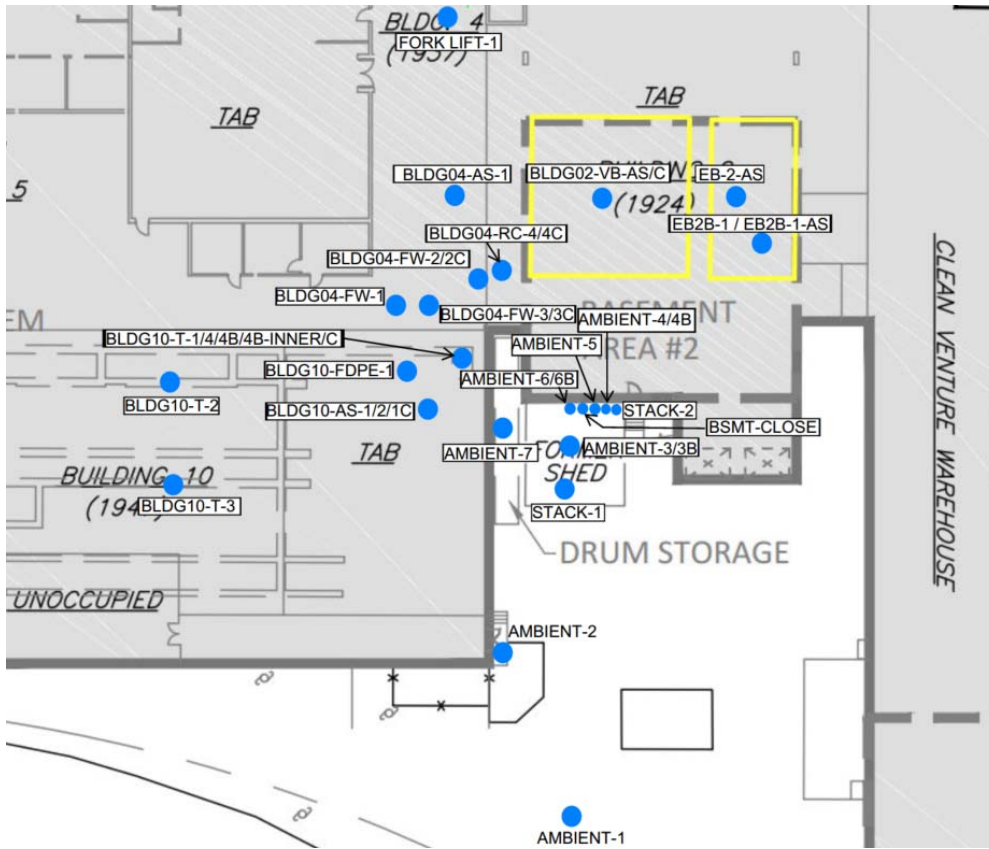 BLDG 4
FORK LIFT-1
(1957)
TAB
TAB
5
BLDG04-AS-1
BLDG02-VB-AS/C
EB-2-AS
(1924)
EB2B-1 / EB2B-1-AS
BLDG04-RC-4/4C
BLDG04-FW-2/2C
CLEAN VENTURE WAREHOUSE
BLDG04-FW-1
BLDG04-FW-3/3C
BASEMENT
AMBIENT-4/4B
EM
BLDG10-T-1/4/4B/4B-INNER/C
AMBIENT-5
AREA #2
BLDG10-FDPE-1
AMBIENT-6/6B
BLDG10-T-2
BLDG10-AS-1/2/1C
STACK-2
BSMT-CLOSE
TAB
AMBIENT-7
AMBIENT-3/3B
SHED
BUILDING 10
BLDG10-T-3
STACK-1
DRUM STORAGE
UNOCCUPIED
AMBIENT-2
AMBIENT-1